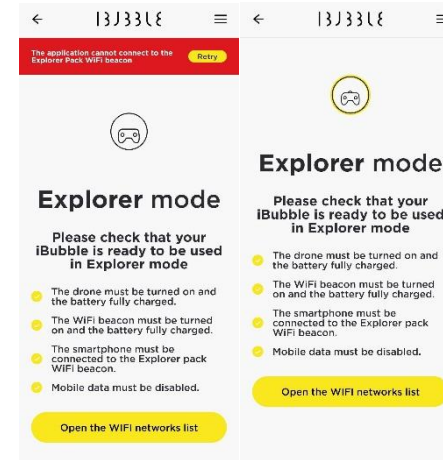 IBUBBLE
The application cannot connect to the
Explorer Pack WiFi beacon
Retry
Explorer mode
Please check that your
iBubble is ready to be used
in Explorer mode
The drone must be turned on and
the battery fully charged.
The WiFi beacon must be turned
on and the battery fully charged.
The smartphone must be
connected to the Explorer pack
WiFi beacon.
Mobile data must be disabled.
Open the WIFI networks list
IBUBBLE
Explorer mode
Please check that your
iBubble is ready to be used
in Explorer mode
The drone must be turned on and
the battery fully charged.
The WiFi beacon must be turned
on and the battery fully charged.
The smartphone must be
connected to the Explorer pack
WiFi beacon.
Mobile data must be disabled.
Open the WIFI networks list